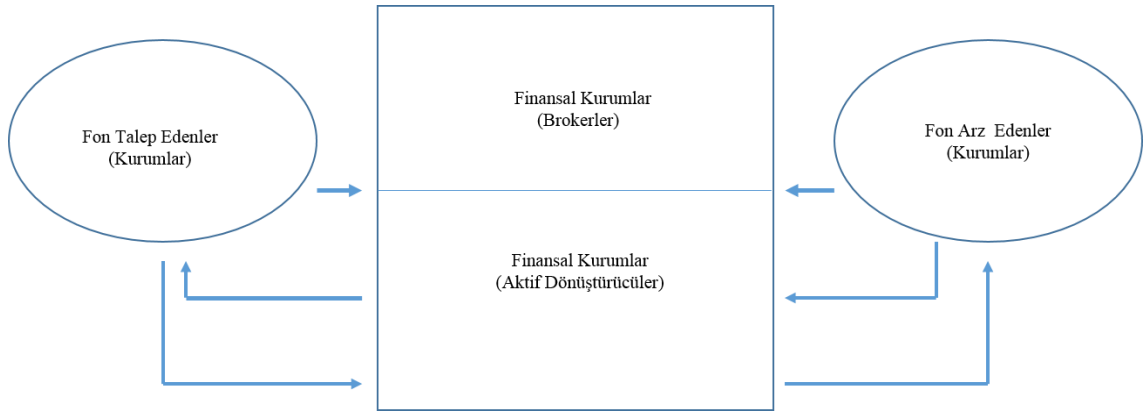 Fon Talep Edenler
(Kurumlar)
Finansal Kurumlar
(Brokerler)
Fon Arz Edenler
(Kurumlar)
Finansal Kurumlar
(Aktif Dönüştürücüler)